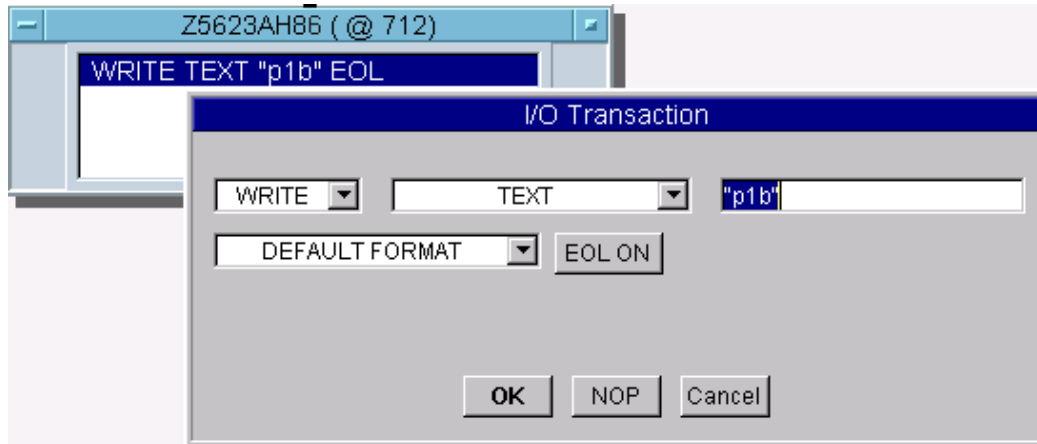 Z5623AH86 ( @ 712)
WRITE TEXT "p1b" EOL
I/O Transaction
WRITE TEXT "p1b"
DEFAULT FORMAT EOL ON
OK NOP Cancel